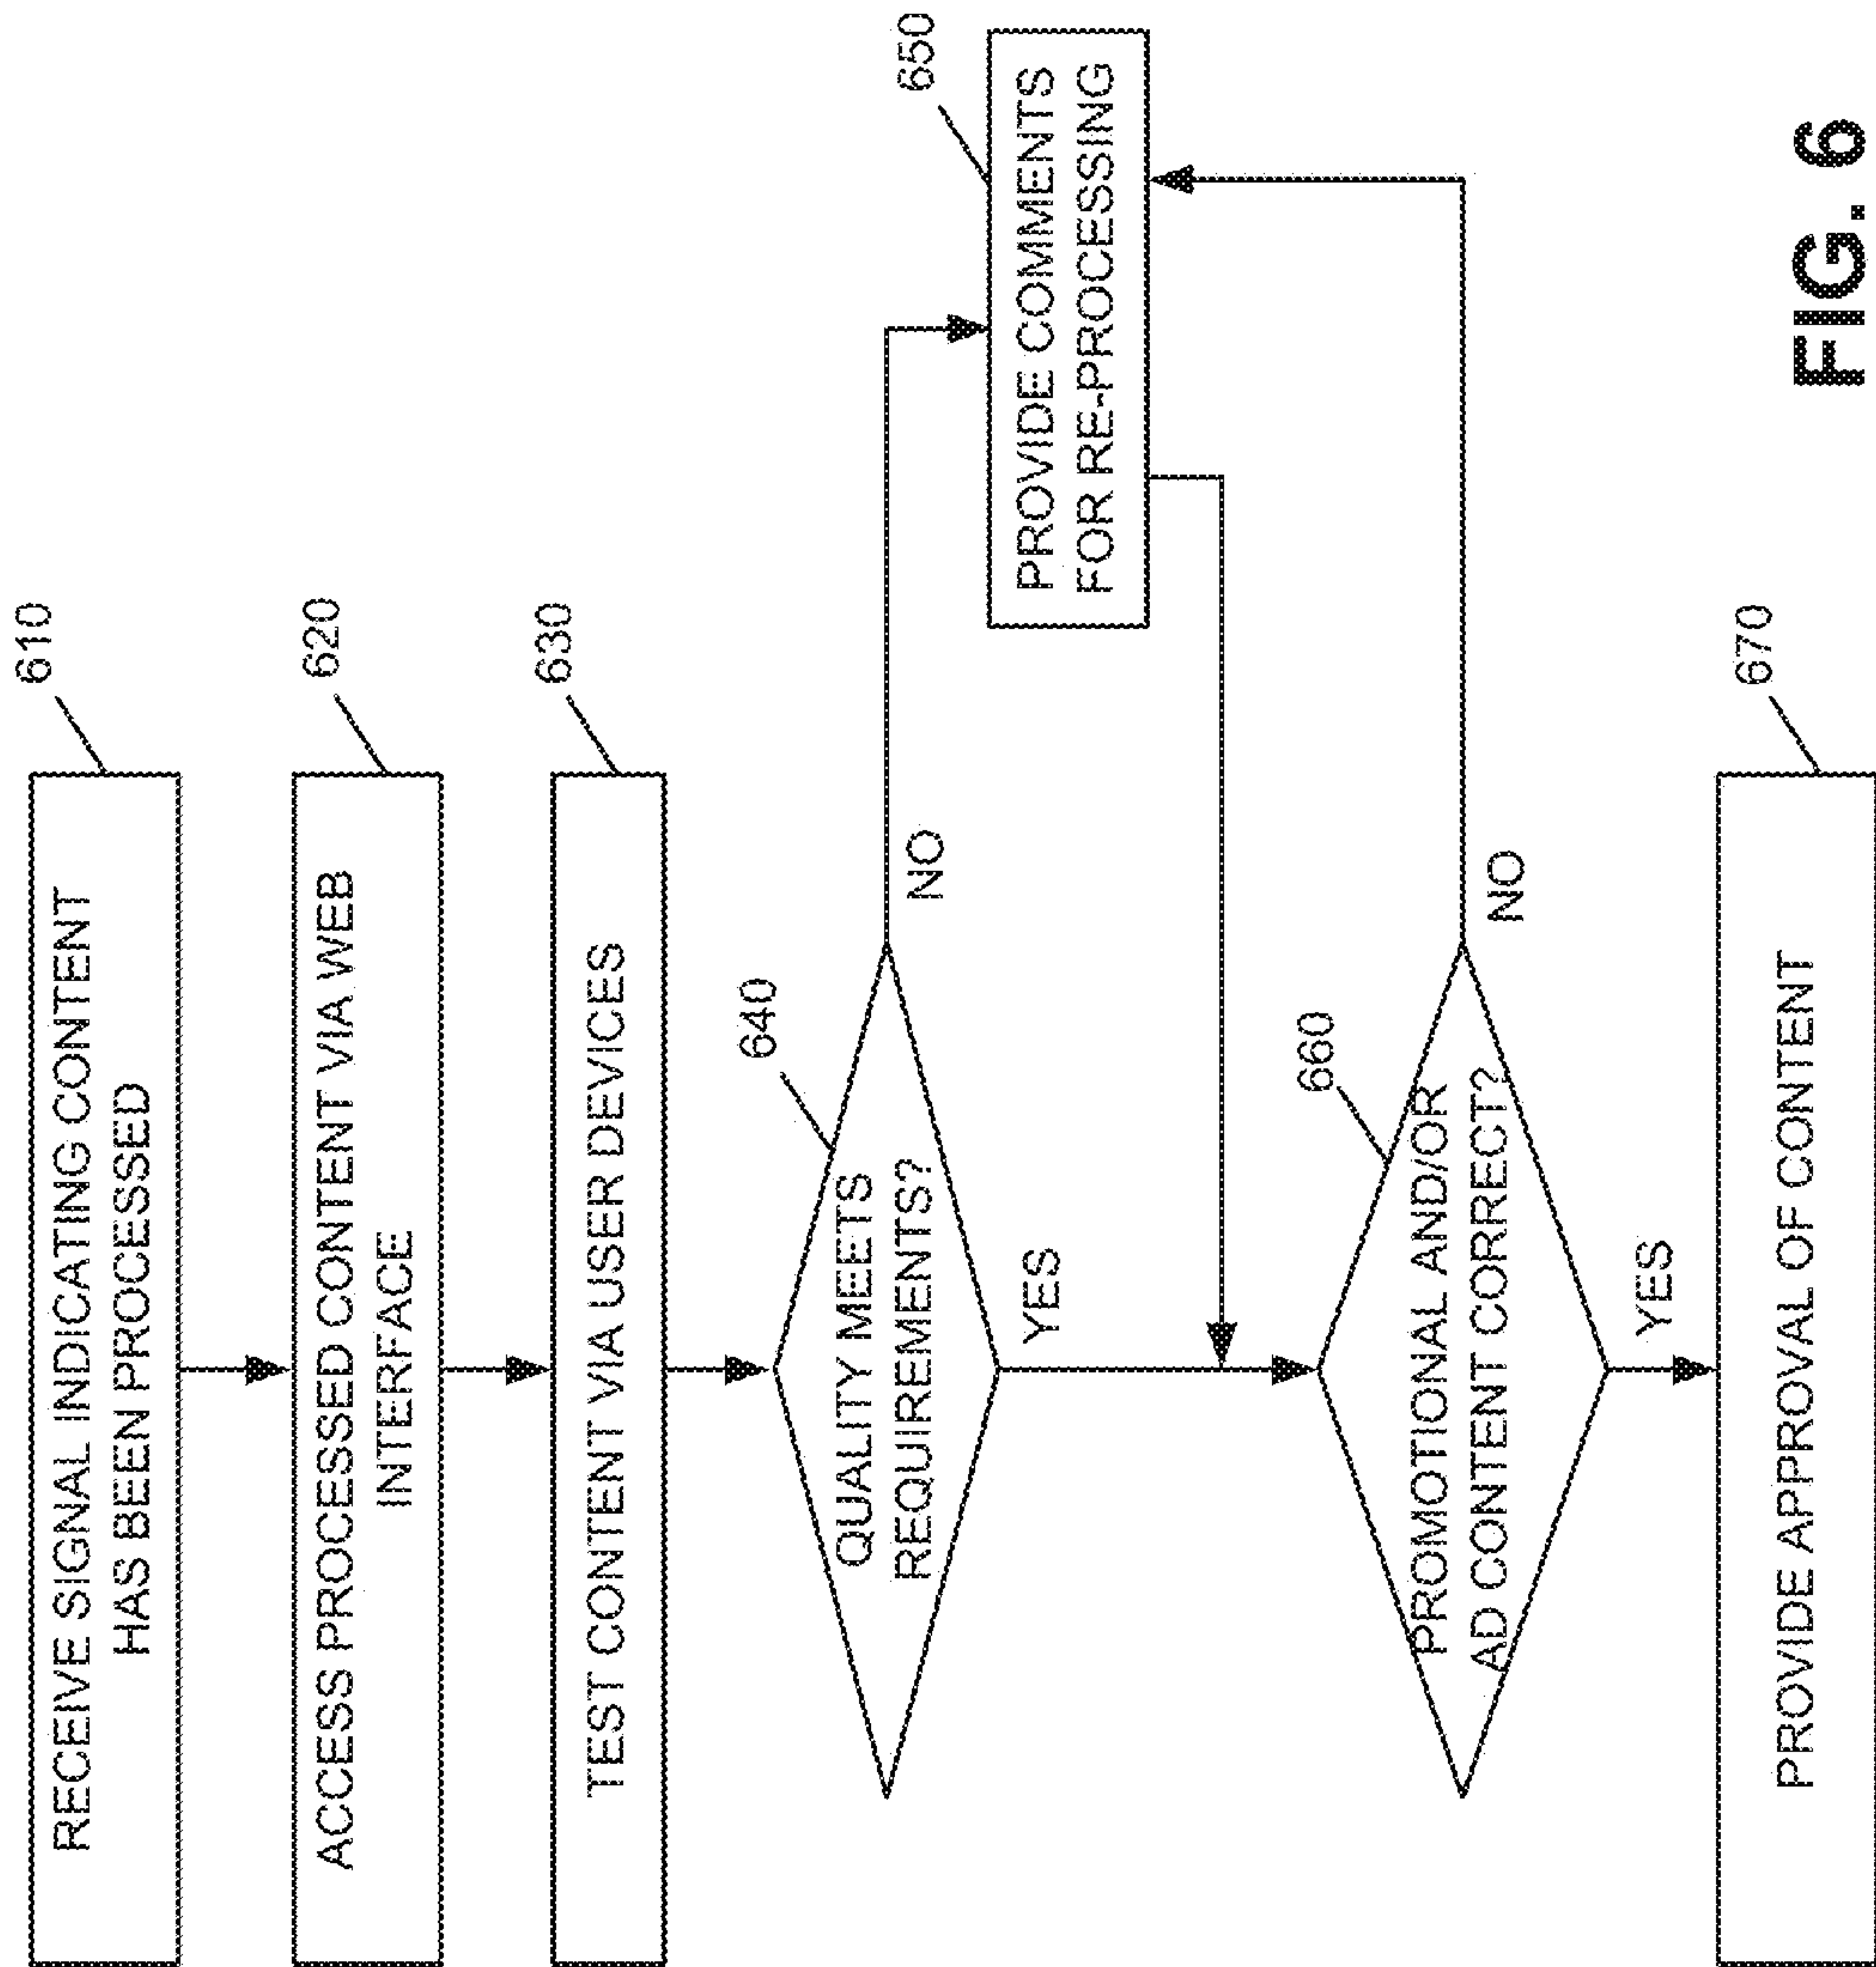 610
RECEIVE SIGNAL INDICATING CONTENT
HAS BEEN PROCESSED
620
ACCESS PROCESSED CONTENT VIA WEB
INTERFACE
630
TEST CONTENT VIA USER DEVICES
640
QUALITY MEETS
REQUIREMENTS?
NO
YES
650
PROVIDE COMMENTS
FOR RE-PROCESSING
660
PROMOTIONAL AND/OR
AD CONTENT CORRECT?
NO
YES
670
PROVIDE APPROVAL OF CONTENT
FIG. 6